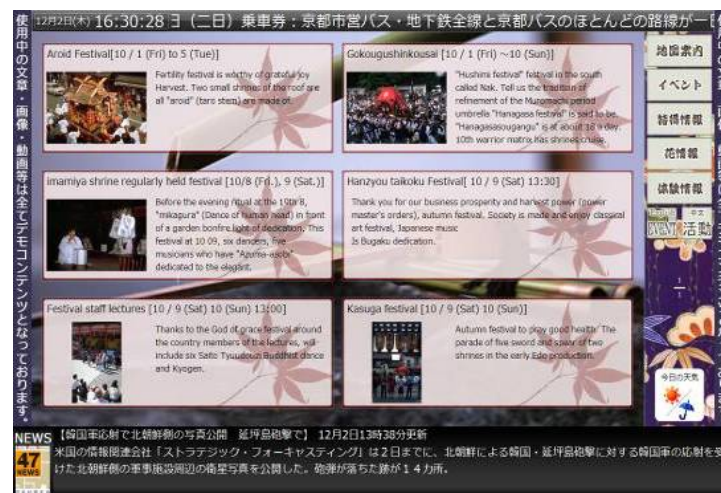 12月2日(木) 16:30:28 ヨ（二日）乗車券：京都市営バス・地下鉄全線と京都バスのほとんどの路線が一日
使用中の文章・画像・動画等は全てデモコンテンツとなっております。
Aroid Festival[10 / 1 (Fri) to 5 (Tue)]
Fertility festival is worthy of grateful joy
Harvest. Two small shrines of the roof are
all "aroid" (taro stem) are made of.
Gokougushinkousai [10 / 1 (Fri) ～10 (Sun)]
"Hushimi festival" festival in the south
called Nak. Tell us the tradition of
refinement of the Muromachi period
umbrella "Hanagasa festival" is said to be.
"Hanagasasougangu" is at about 18 a day.
10th warrior matrix Kas shrines cruise.
imamiya shrine regularly held festival [10/8 (Fri.), 9 (Sat.)]
Before the evening ritual at the 19th 8,
"mikagura" (Dance of human head) in front
of a garden bonfire light of dedication. This
festival at 10 09, six dancers, five
musicians who have "Azuma-asobi"
dedicated to the elegant.
Hanzyou taikoku Festival[ 10 / 9 (Sat) 13:30]
Thank you for our business prosperity and harvest power (power
master's orders), autumn festival. Society is made and enjoy classical
art festival, Japanese music
Is Bugaku dedication.
Festival staff lectures [10 / 9 (Sat) 10 (Sun) 13:00]
Thanks to the God of grace festival around
the country members of the lectures, will
include six Saito Tyuudouzi Buddhist dance
and Kyogen.
Kasuga festival [10 / 9 (Sat) 10 (Sun)]
Autumn festival to pray good health. The
parade of five sword and spear of two
shrines in the early Edo production.
地図案内
イベント
特集情報
花情報
体験情報
EVENT
中文
活動
1
1
今日の天気
NEWS 【韓国軍応射で北朝鮮側の写真公開 延坪島砲撃で】 12月2日13時38分更新
47
NEWS
米国の情報関連会社「ストラテジック・フォーキャスティング」は２日までに、北朝鮮による韓国・延坪島砲撃に対する韓国軍の応射を受
けた北朝鮮側の軍事施設周辺の衛星写真を公開した。砲弾が落ちた跡が１４カ所。